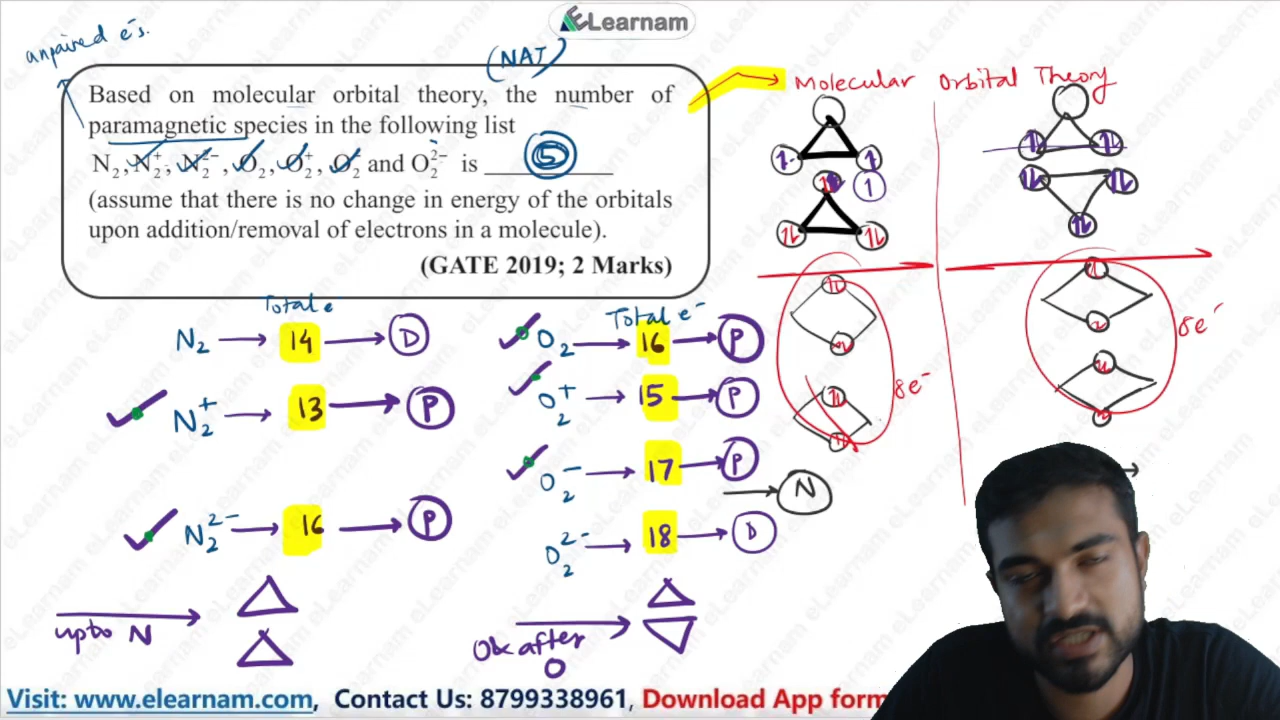 ELearnam
unpaired e⁻s.
(NAT)
Based on molecular orbital theory, the number of
paramagnetic species in the following list
N₂, N₂⁺, N₂²⁻, O₂, O₂⁺, O₂⁻ and O₂²⁻ is ________ 5
(assume that there is no change in energy of the orbitals
upon addition/removal of electrons in a molecule).
(GATE 2019; 2 Marks)
Molecular Orbital Theory
Total e
N₂ → 14 → D
N₂⁺ → 13 → P
N₂²⁻ → 16 → P
upto N
Total e⁻
O₂ → 16 → P
O₂⁺ → 15 → P
O₂⁻ → 17 → P
O₂²⁻ → 18 → D
O & after
O
8e⁻
→ N
8e⁻
Visit: www.elearnam.com, Contact Us: 8799338961, Download App form